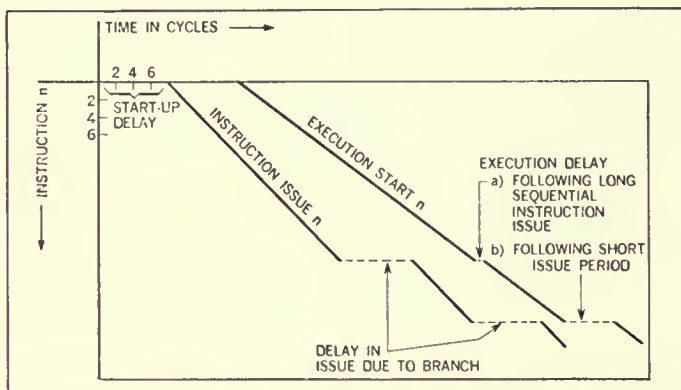 TIME IN CYCLES
2 4 6
START-UP
DELAY
2
4
6
INSTRUCTION n
INSTRUCTION ISSUE n
EXECUTION START n
EXECUTION DELAY
a) FOLLOWING LONG
SEQUENTIAL
INSTRUCTION
ISSUE
b) FOLLOWING SHORT
ISSUE PERIOD
DELAY IN
ISSUE DUE TO BRANCH